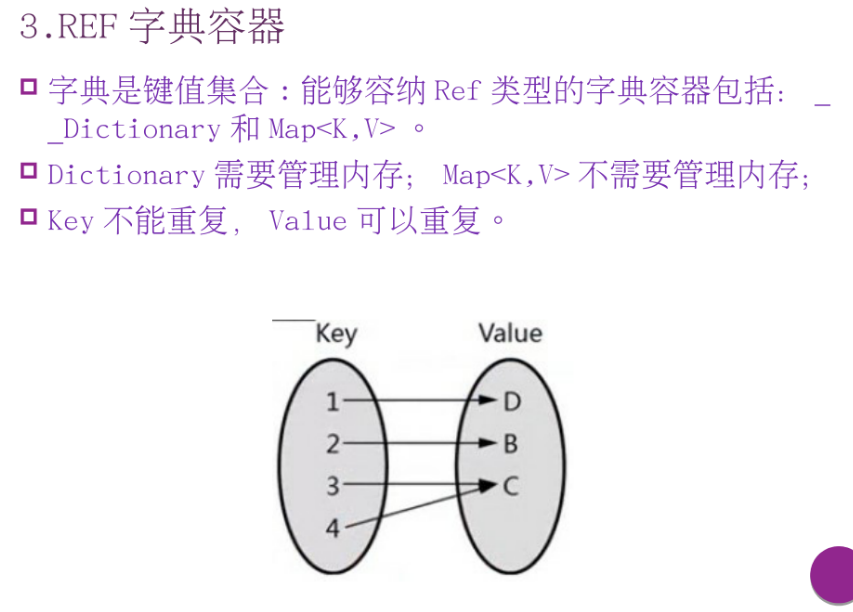 3.REF 字典容器
字典是键值集合：能够容纳 Ref 类型的字典容器包括： _
_Dictionary 和 Map<K,V> 。
Dictionary 需要管理内存； Map<K,V> 不需要管理内存；
Key 不能重复， Value 可以重复。
Key Value
1 D
2 B
3 C
4